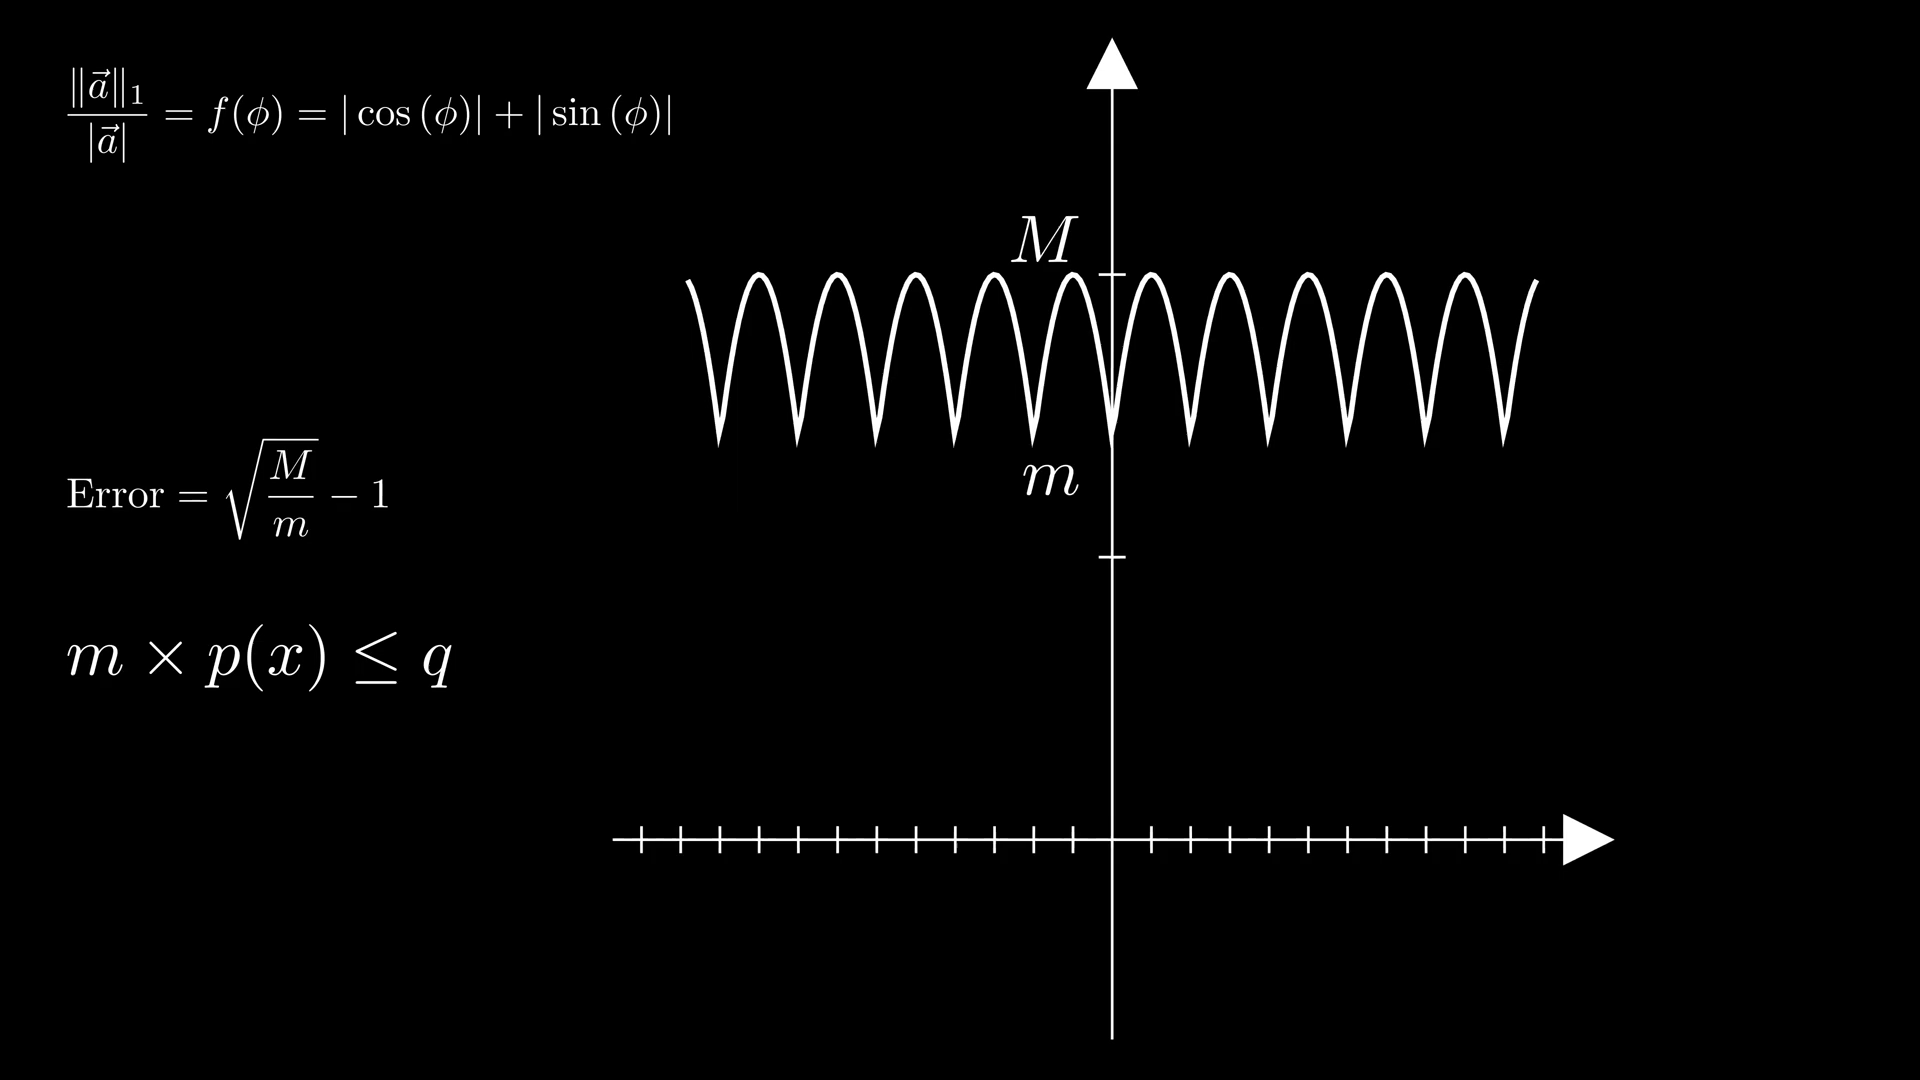 ‖a⃗‖₁ / |a⃗| = f(ϕ) = | cos (ϕ)| + | sin (ϕ)|
M
m
Error = √(M/m) − 1
m × p(x) ≤ q